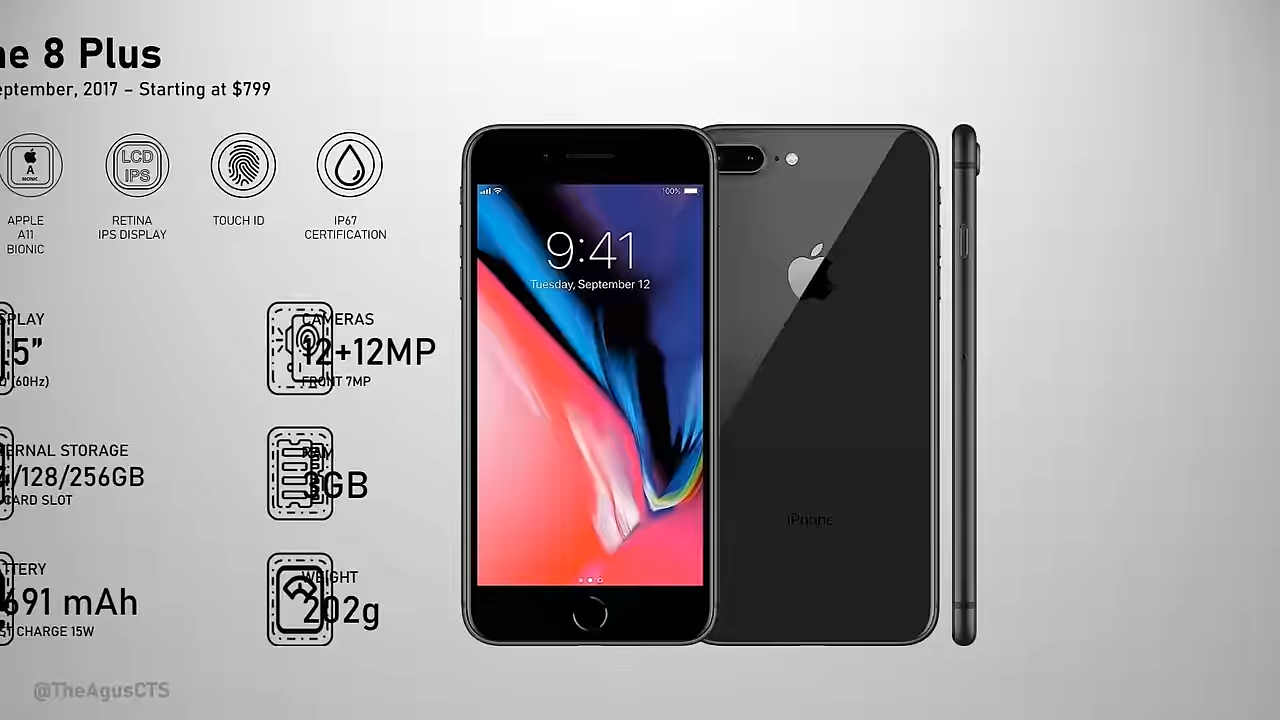 ne 8 Plus
eptember, 2017 – Starting at $799
A
BIONIC
LCD
IPS
APPLE
A11
BIONIC
RETINA
IPS DISPLAY
TOUCH ID
IP67
CERTIFICATION
SPLAY
.5”
(60Hz)
CAMERAS
12+12MP
FRONT 7MP
ERNAL STORAGE
4/128/256GB
CARD SLOT
RAM
3GB
TTERY
691 mAh
ST CHARGE 15W
WEIGHT
202g
100%
9:41
Tuesday, September 12
iPhone
@TheAgusCTS